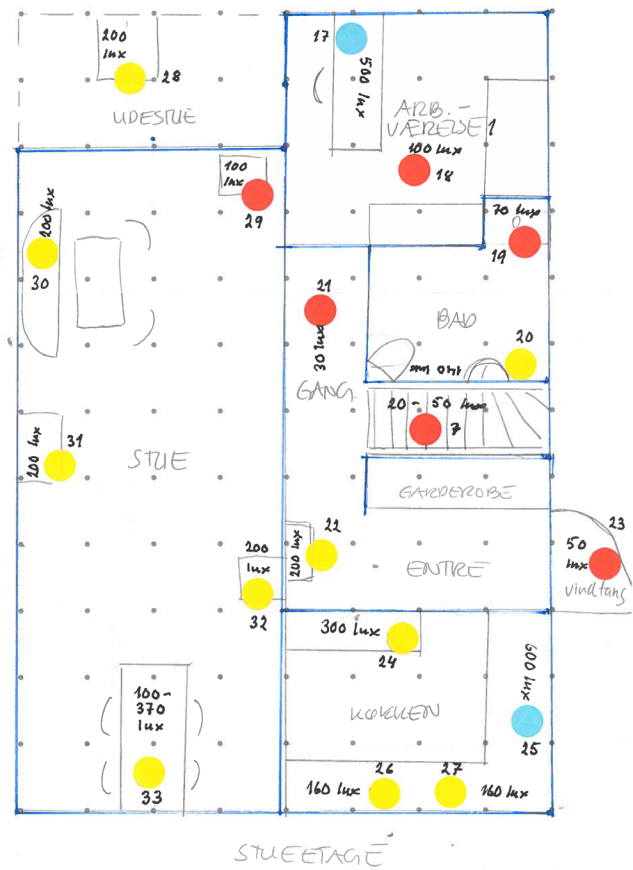 200
lux
28
UDESTUE
17
500 lux
ARB.-
VÆRELSE
1
100 lux
18
100
lux
29
70 lux
19
200 lux
30
21
30 lux
GANG.
BAD
20
140 lux
20 - 50 lux
7
200 lux
31
STUE
GARDEROBE
22
200 lux
23
50
lux
vindfang
ENTRE
200
lux
32
300 lux
24
600 lux
25
KØKKEN
100-
370
lux
33
26
160 lux
27
160 lux
STUEETAGE